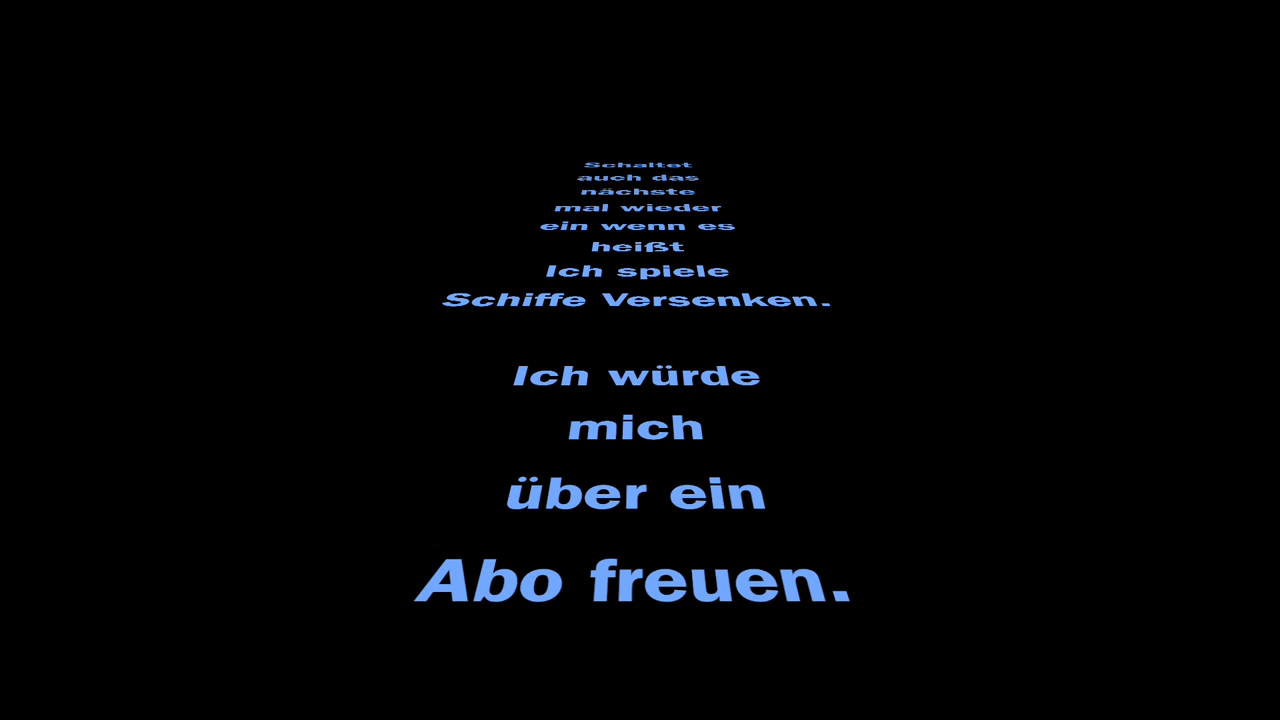 Schaltet
auch das
nächste
mal wieder
ein wenn es
heißt
Ich spiele
Schiffe Versenken.
Ich würde
mich
über ein
Abo freuen.